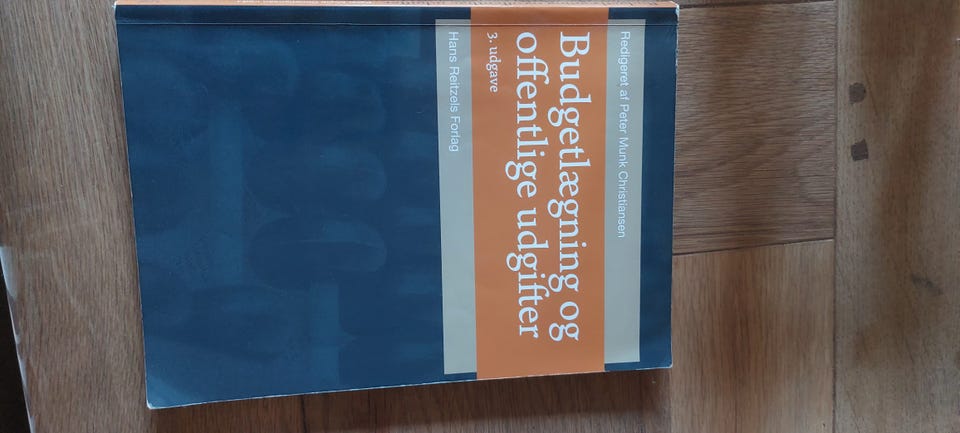 Redigeret af Peter Munk Christiansen
Budgetlægning og
offentlige udgifter
3. udgave
Hans Reitzels Forlag